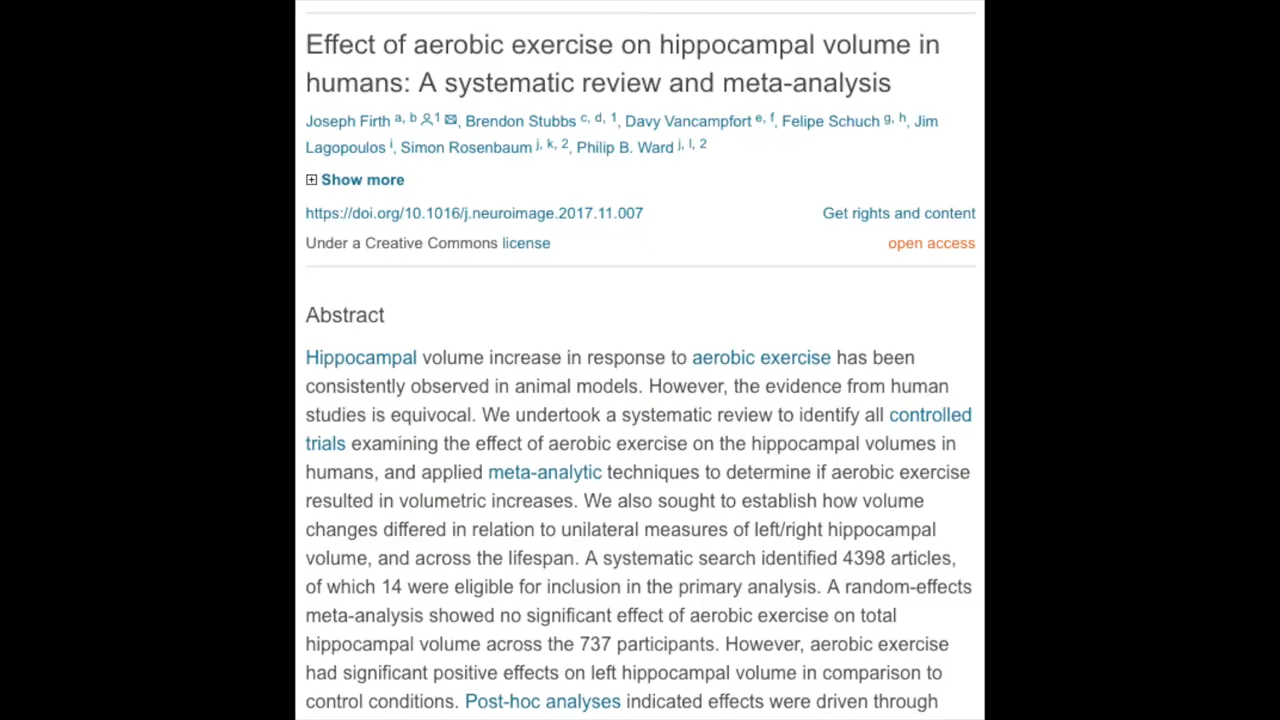 Effect of aerobic exercise on hippocampal volume in
humans: A systematic review and meta-analysis
Joseph Firth a, b 1, Brendon Stubbs c, d, 1, Davy Vancampfort e, f, Felipe Schuch g, h, Jim
Lagopoulos i, Simon Rosenbaum j, k, 2, Philip B. Ward j, l, 2
Show more
https://doi.org/10.1016/j.neuroimage.2017.11.007 Get rights and content
Under a Creative Commons license open access
Abstract
Hippocampal volume increase in response to aerobic exercise has been
consistently observed in animal models. However, the evidence from human
studies is equivocal. We undertook a systematic review to identify all controlled
trials examining the effect of aerobic exercise on the hippocampal volumes in
humans, and applied meta-analytic techniques to determine if aerobic exercise
resulted in volumetric increases. We also sought to establish how volume
changes differed in relation to unilateral measures of left/right hippocampal
volume, and across the lifespan. A systematic search identified 4398 articles,
of which 14 were eligible for inclusion in the primary analysis. A random-effects
meta-analysis showed no significant effect of aerobic exercise on total
hippocampal volume across the 737 participants. However, aerobic exercise
had significant positive effects on left hippocampal volume in comparison to
control conditions. Post-hoc analyses indicated effects were driven through